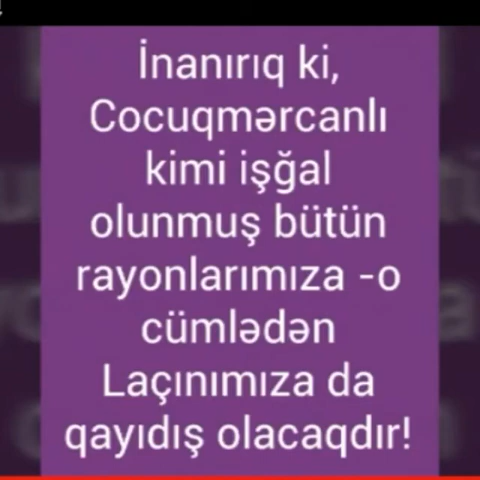 İnanırıq ki,
Cocuqmərcanlı
kimi işğal
olunmuş bütün
rayonlarımıza -o
cümlədən
Laçınımıza da
qayıdış olacaqdır!